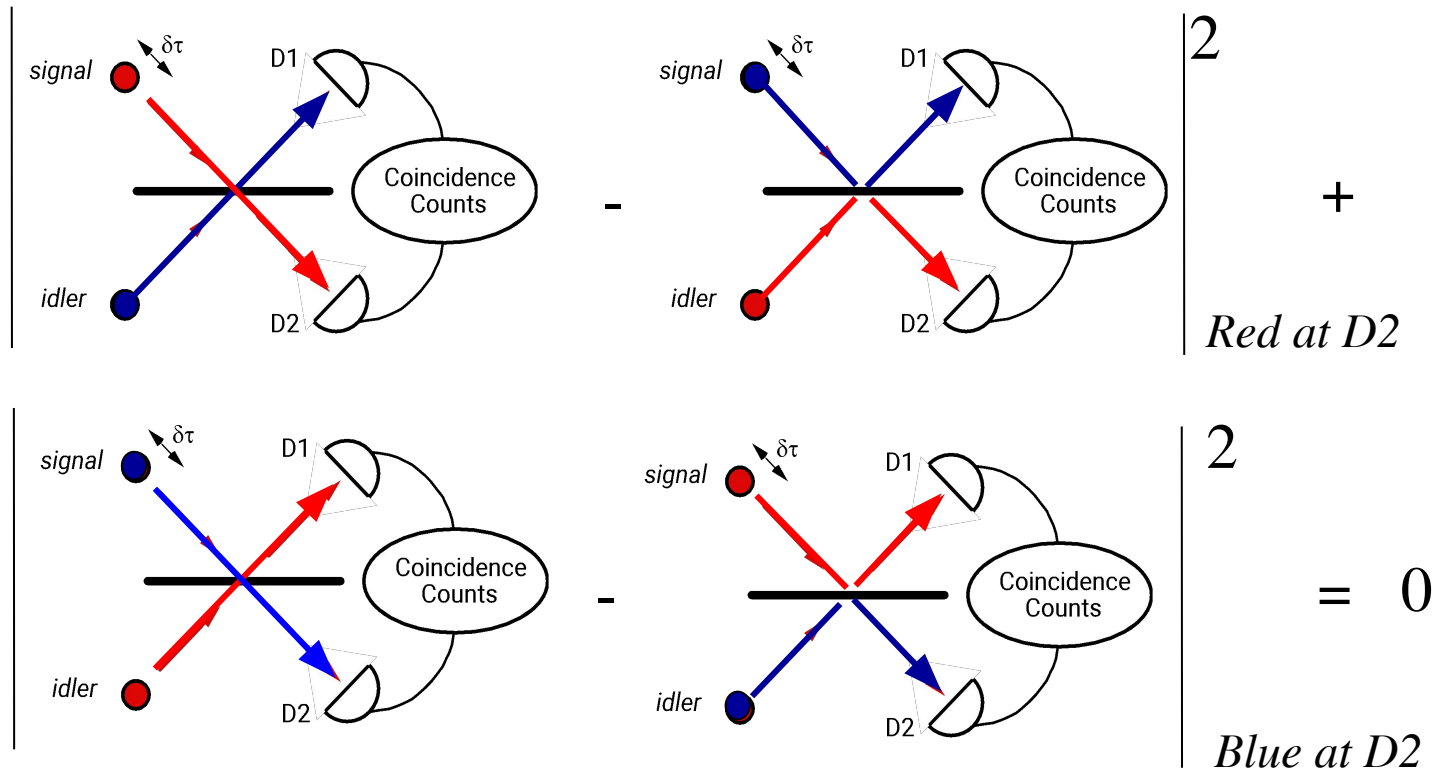 signal
δτ
D1
Coincidence
Counts
idler
D2
-
signal
δτ
D1
Coincidence
Counts
idler
D2
2
+
Red at D2
signal
δτ
D1
Coincidence
Counts
idler
D2
-
signal
δτ
D1
Coincidence
Counts
idler
D2
2
= 0
Blue at D2